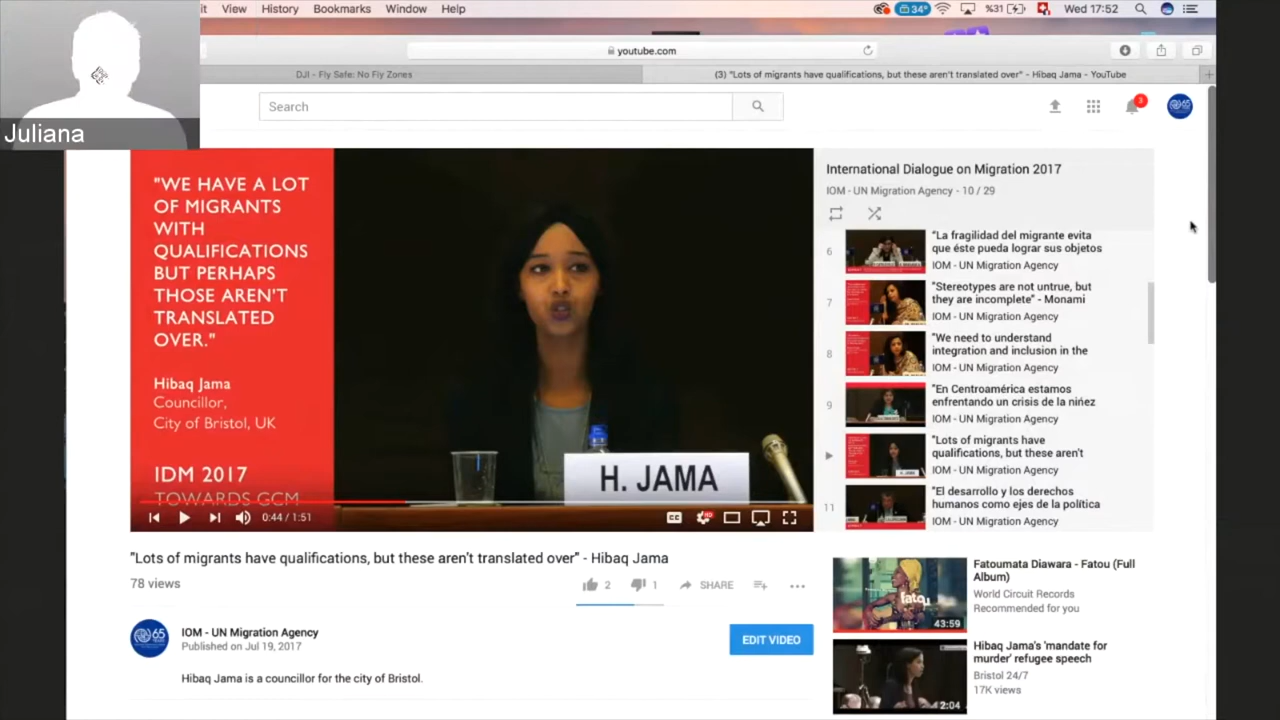 it View History Bookmarks Window Help
34° %31 Wed 17:52
Juliana
youtube.com
DJI - Fly Safe: No Fly Zones
(3) "Lots of migrants have qualifications, but these aren't translated over" - Hibaq Jama - YouTube
Search
3
65
"WE HAVE A LOT
OF MIGRANTS
WITH
QUALIFICATIONS
BUT PERHAPS
THOSE AREN'T
TRANSLATED
OVER."
Hibaq Jama
Councillor,
City of Bristol, UK
IDM 2017
TOWARDS GCM
H. JAMA
0:44 / 1:51
CC
HD
International Dialogue on Migration 2017
IOM - UN Migration Agency - 10 / 29
6
"La fragilidad del migrante evita
que éste pueda lograr sus objetos
IOM - UN Migration Agency
7
"Stereotypes are not untrue, but
they are incomplete" - Monami
IOM - UN Migration Agency
8
"We need to understand
integration and inclusion in the
IOM - UN Migration Agency
9
"En Centroamérica estamos
enfrentando un crisis de la niñez
IOM - UN Migration Agency
"Lots of migrants have
qualifications, but these aren't
IOM - UN Migration Agency
11
"El desarrollo y los derechos
humanos como ejes de la política
IOM - UN Migration Agency
"Lots of migrants have qualifications, but these aren't translated over" - Hibaq Jama
78 views
2 1 SHARE
65
IOM - UN Migration Agency
Published on Jul 19, 2017
EDIT VIDEO
Hibaq Jama is a councillor for the city of Bristol.
fatou
43:59
Fatoumata Diawara - Fatou (Full
Album)
World Circuit Records
Recommended for you
2:04
Hibaq Jama's 'mandate for
murder' refugee speech
Bristol 24/7
17K views